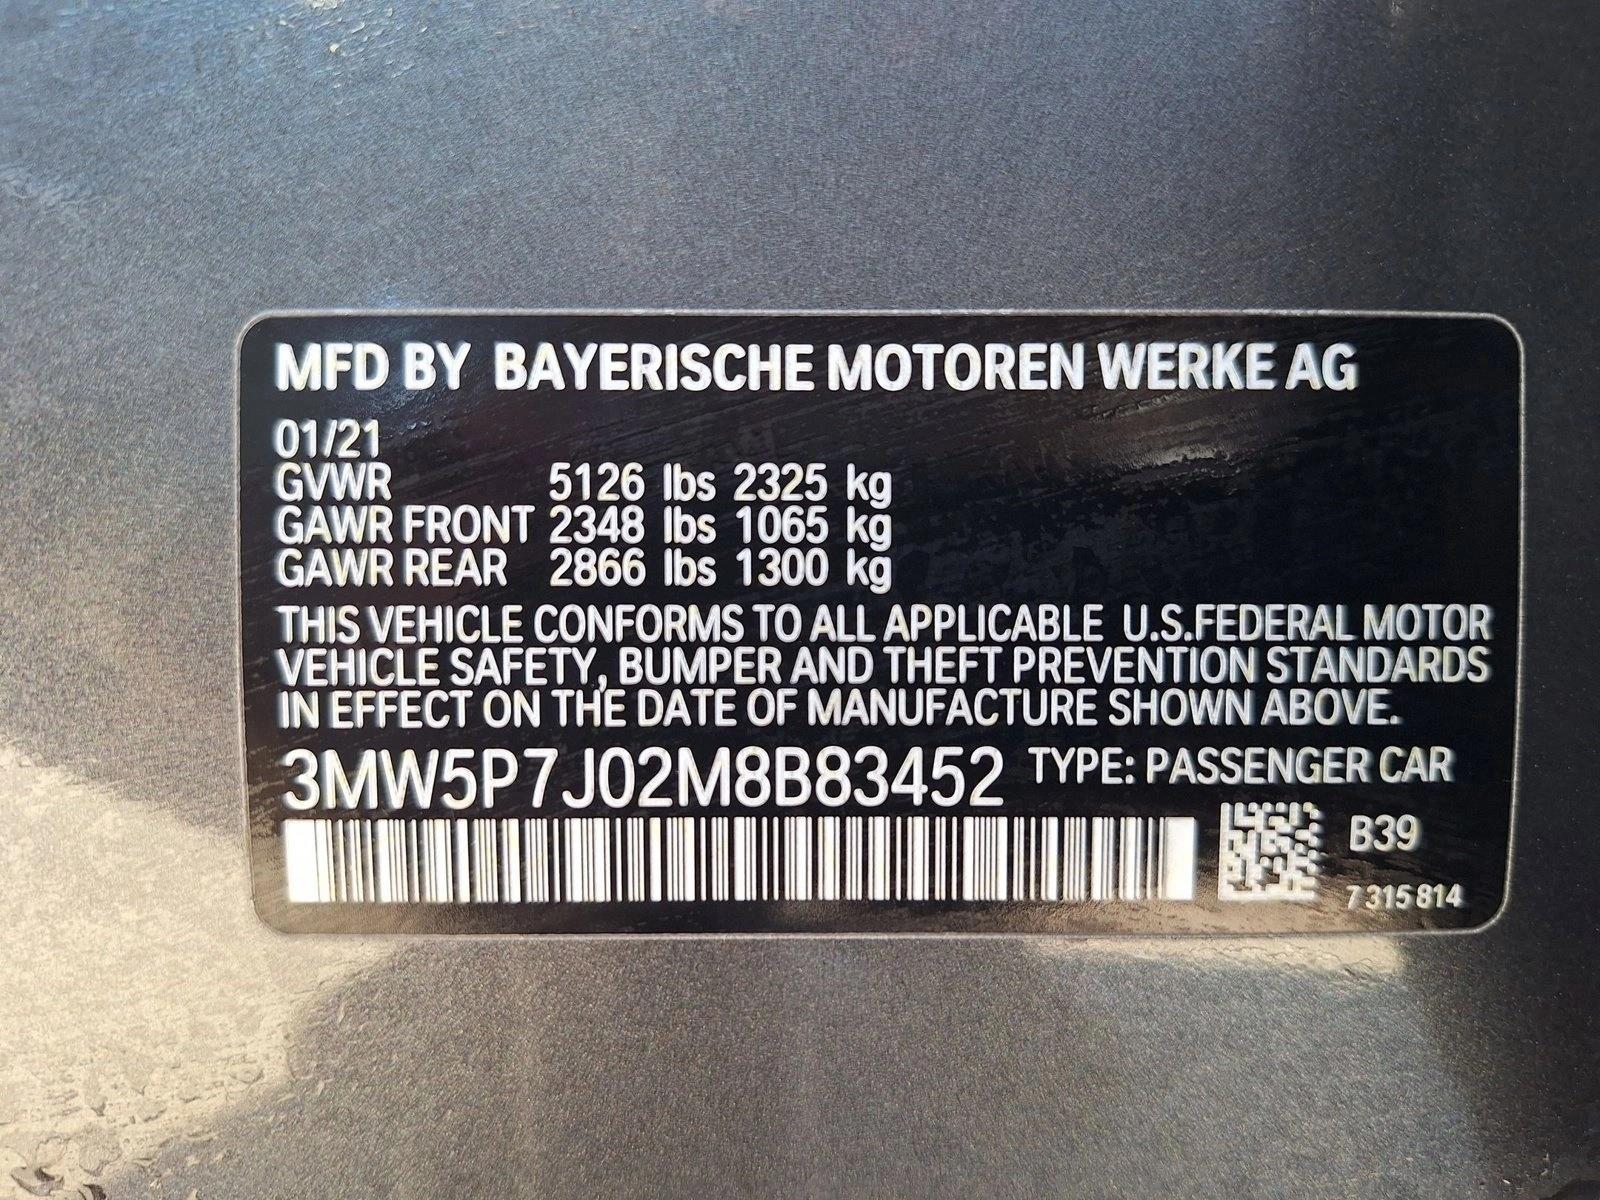 MFD BY BAYERISCHE MOTOREN WERKE AG
01/21
GVWR 5126 lbs 2325 kg
GAWR FRONT 2348 lbs 1065 kg
GAWR REAR 2866 lbs 1300 kg
THIS VEHICLE CONFORMS TO ALL APPLICABLE U.S.FEDERAL MOTOR
VEHICLE SAFETY, BUMPER AND THEFT PREVENTION STANDARDS
IN EFFECT ON THE DATE OF MANUFACTURE SHOWN ABOVE.
3MW5P7J02M8B83452 TYPE: PASSENGER CAR
B39
7 315 814